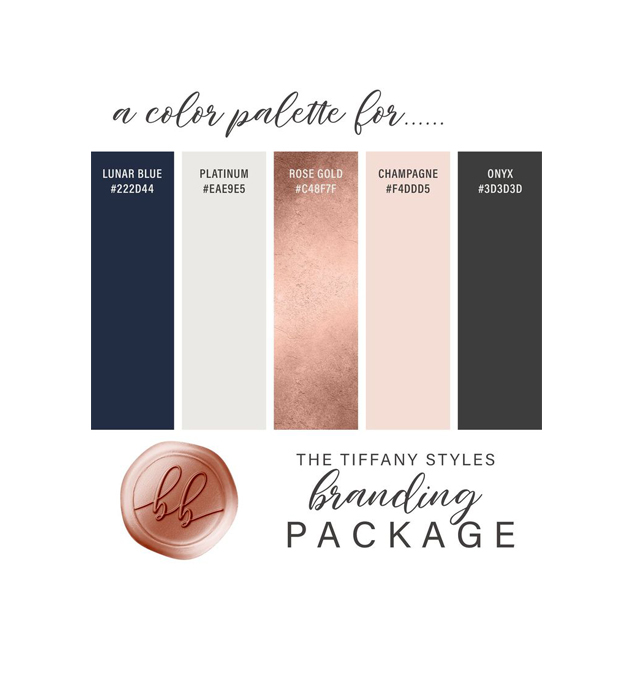 a color palette for......
LUNAR BLUE
#222D44
PLATINUM
#EAE9E5
ROSE GOLD
#C48F7F
CHAMPAGNE
#F4DDD5
ONYX
#3D3D3D
bb
THE TIFFANY STYLES
branding
PACKAGE